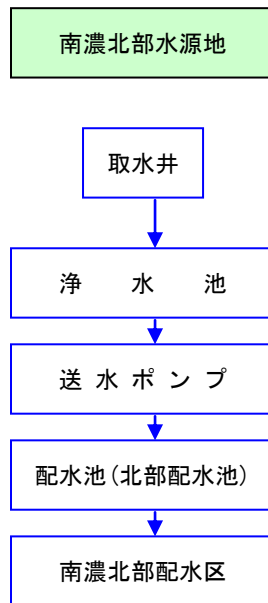 南濃北部水源地
取水井
浄　水　池
送 水 ポ ン プ
配水池(北部配水池)
南濃北部配水区